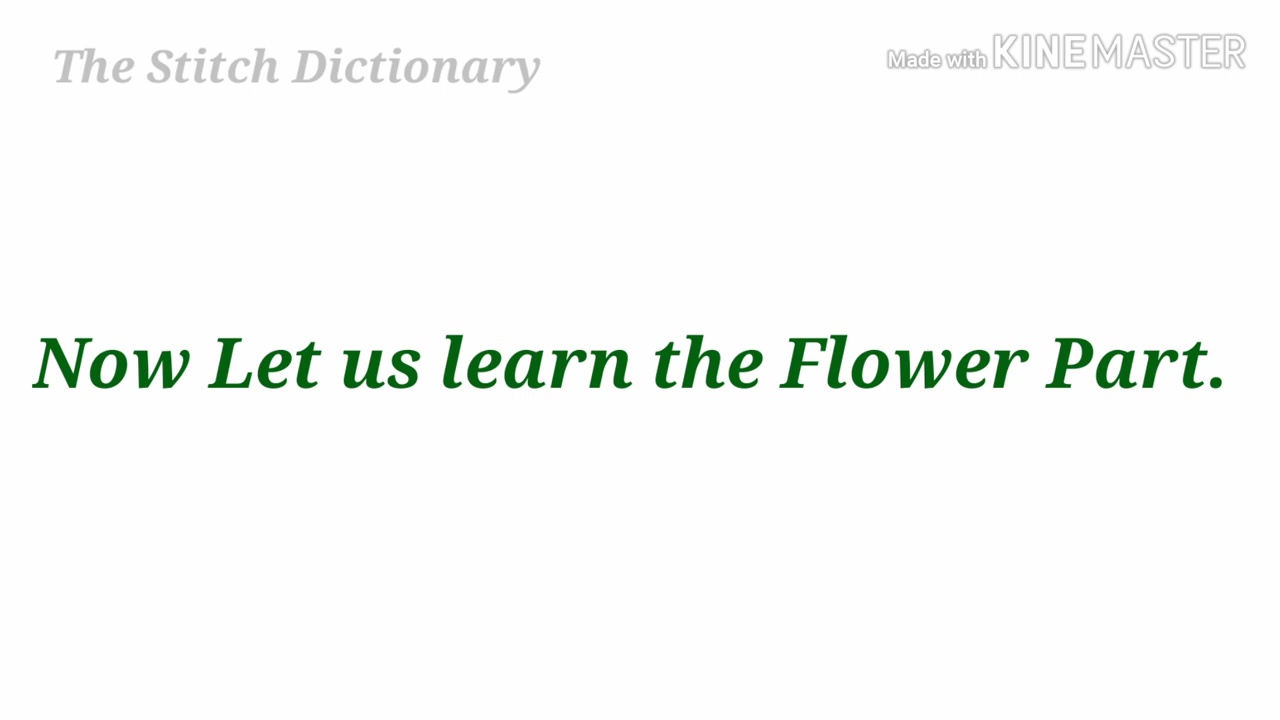 The Stitch Dictionary
Made with KINEMASTER
Now Let us learn the Flower Part.